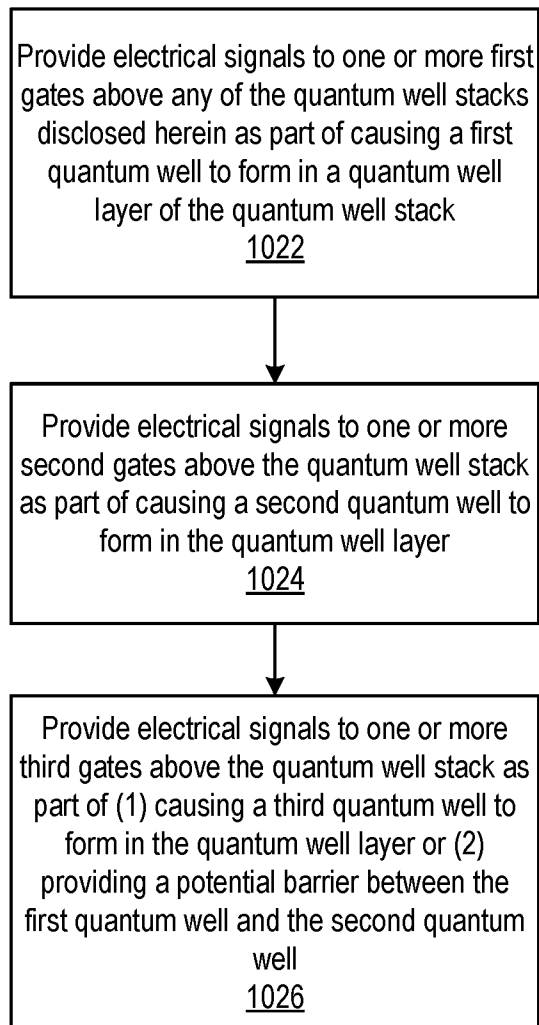 Provide electrical signals to one or more first
gates above any of the quantum well stacks
disclosed herein as part of causing a first
quantum well to form in a quantum well
layer of the quantum well stack
1022
Provide electrical signals to one or more
second gates above the quantum well stack
as part of causing a second quantum well to
form in the quantum well layer
1024
Provide electrical signals to one or more
third gates above the quantum well stack as
part of (1) causing a third quantum well to
form in the quantum well layer or (2)
providing a potential barrier between the
first quantum well and the second quantum
well
1026